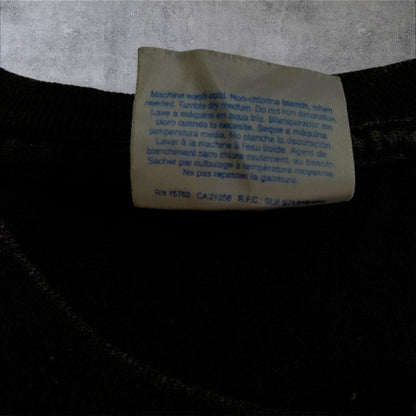 Machine wash cold. Non-chlorine bleach, when
needed. Tumble dry medium. Do not iron decoration.
Lave a máquina en agua fria. Blanqueador sin
cloro cuando lo necesite. Seque a máquina
temperatura media. No planche la decoración.
Laver à la machine à l'eau froide. Agent de
blanchiment sans chlore seulement, au besoin
Sécher par culbutage à température moyenne.
Ne pas repasser la garniture.
RN 15763 CA 21356 R.F.C.: SLK